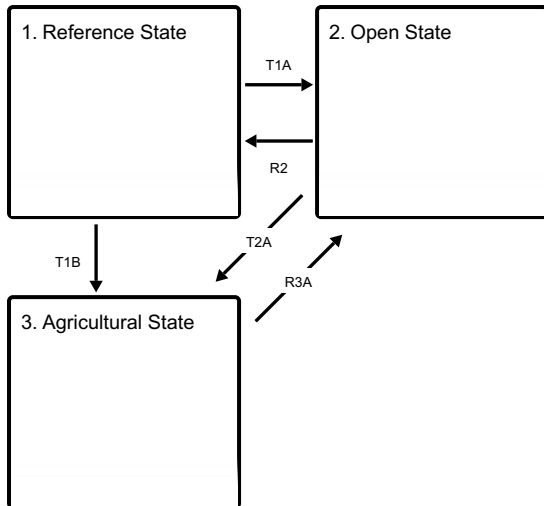 1. Reference State
2. Open State
T1A
R2
T1B
T2A
R3A
3. Agricultural State